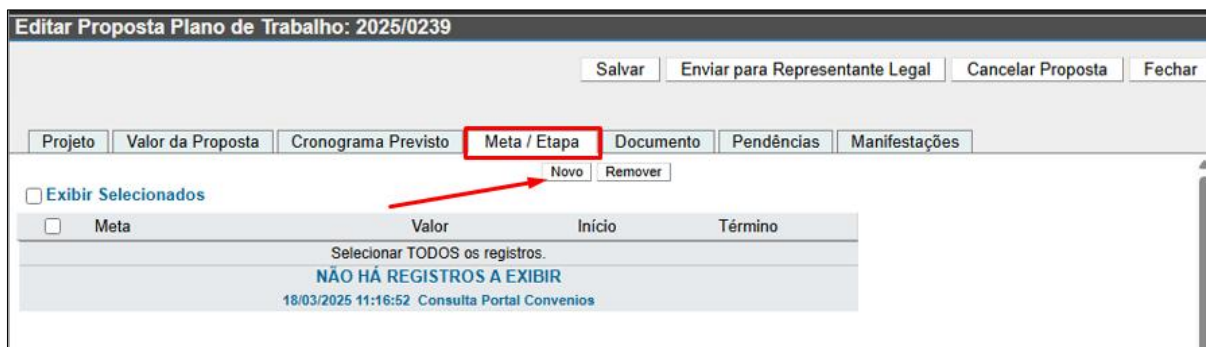 Editar Proposta Plano de Trabalho: 2025/0239
Salvar Enviar para Representante Legal Cancelar Proposta Fechar
Projeto Valor da Proposta Cronograma Previsto Meta / Etapa Documento Pendências Manifestações
Novo Remover
Exibir Selecionados
Meta Valor Início Término
Selecionar TODOS os registros.
NÃO HÁ REGISTROS A EXIBIR
18/03/2025 11:16:52 Consulta Portal Convenios